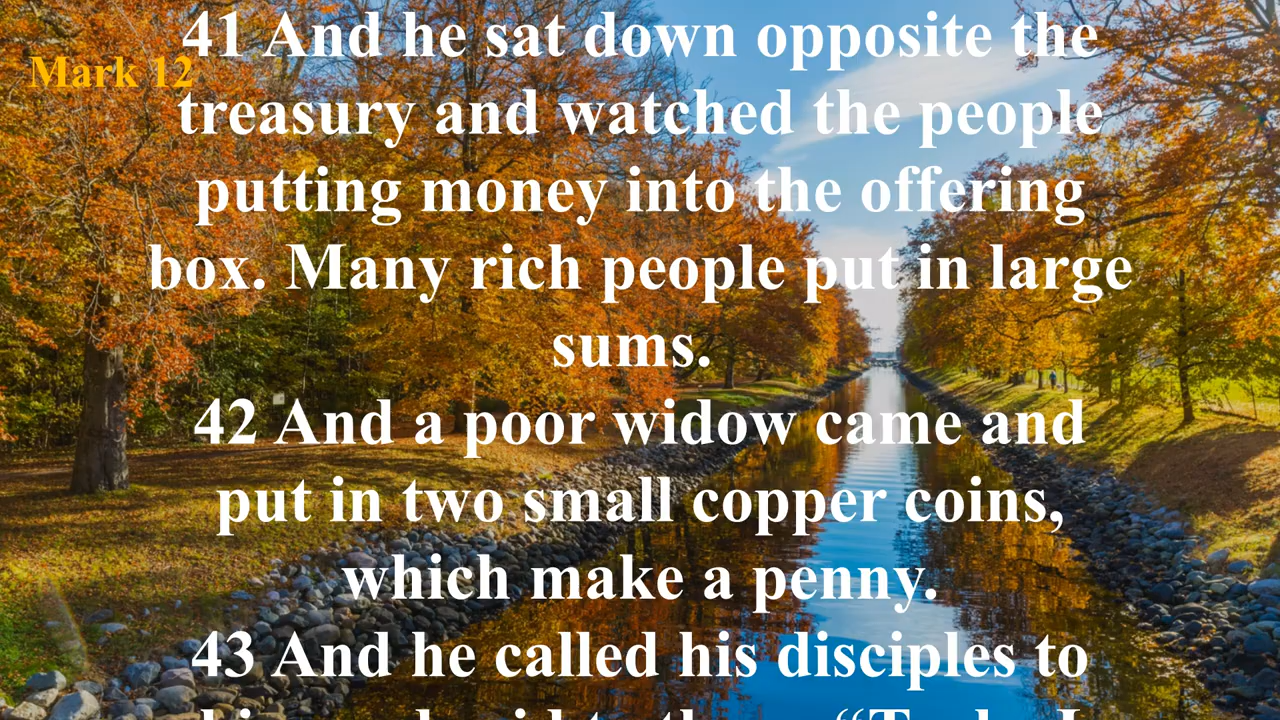 41 And he sat down opposite the
Mark 12
treasury and watched the people
putting money into the offering
box. Many rich people put in large
sums.
42 And a poor widow came and
put in two small copper coins,
which make a penny.
43 And he called his disciples to